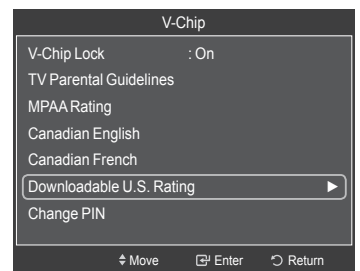 V-Chip
V-Chip Lock : On
TV Parental Guidelines
MPAA Rating
Canadian English
Canadian French
Downloadable U.S. Rating
Change PIN
Move Enter Return